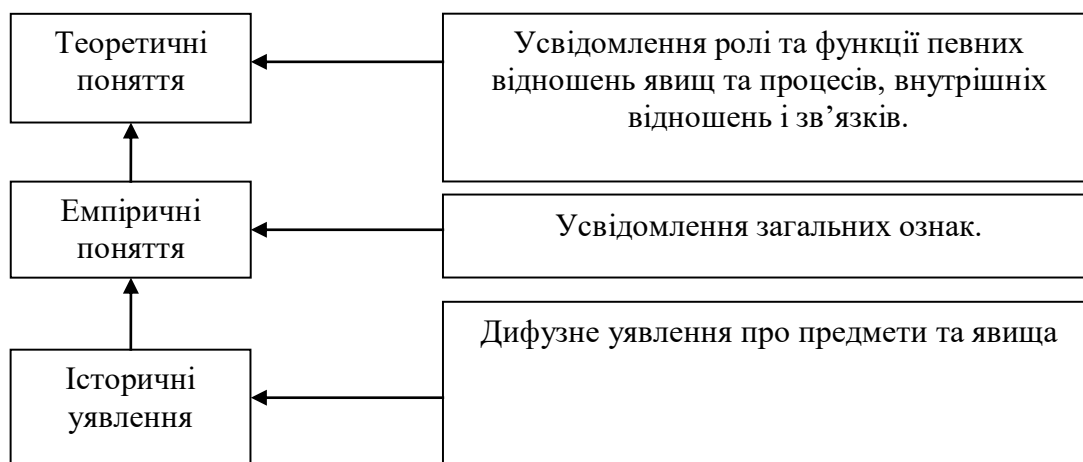 Теоретичні
поняття
Усвідомлення ролі та функції певних
відношень явищ та процесів, внутрішніх
відношень і зв’язків.
Емпіричні
поняття
Усвідомлення загальних ознак.
Дифузне уявлення про предмети та явища
Історичні
уявлення